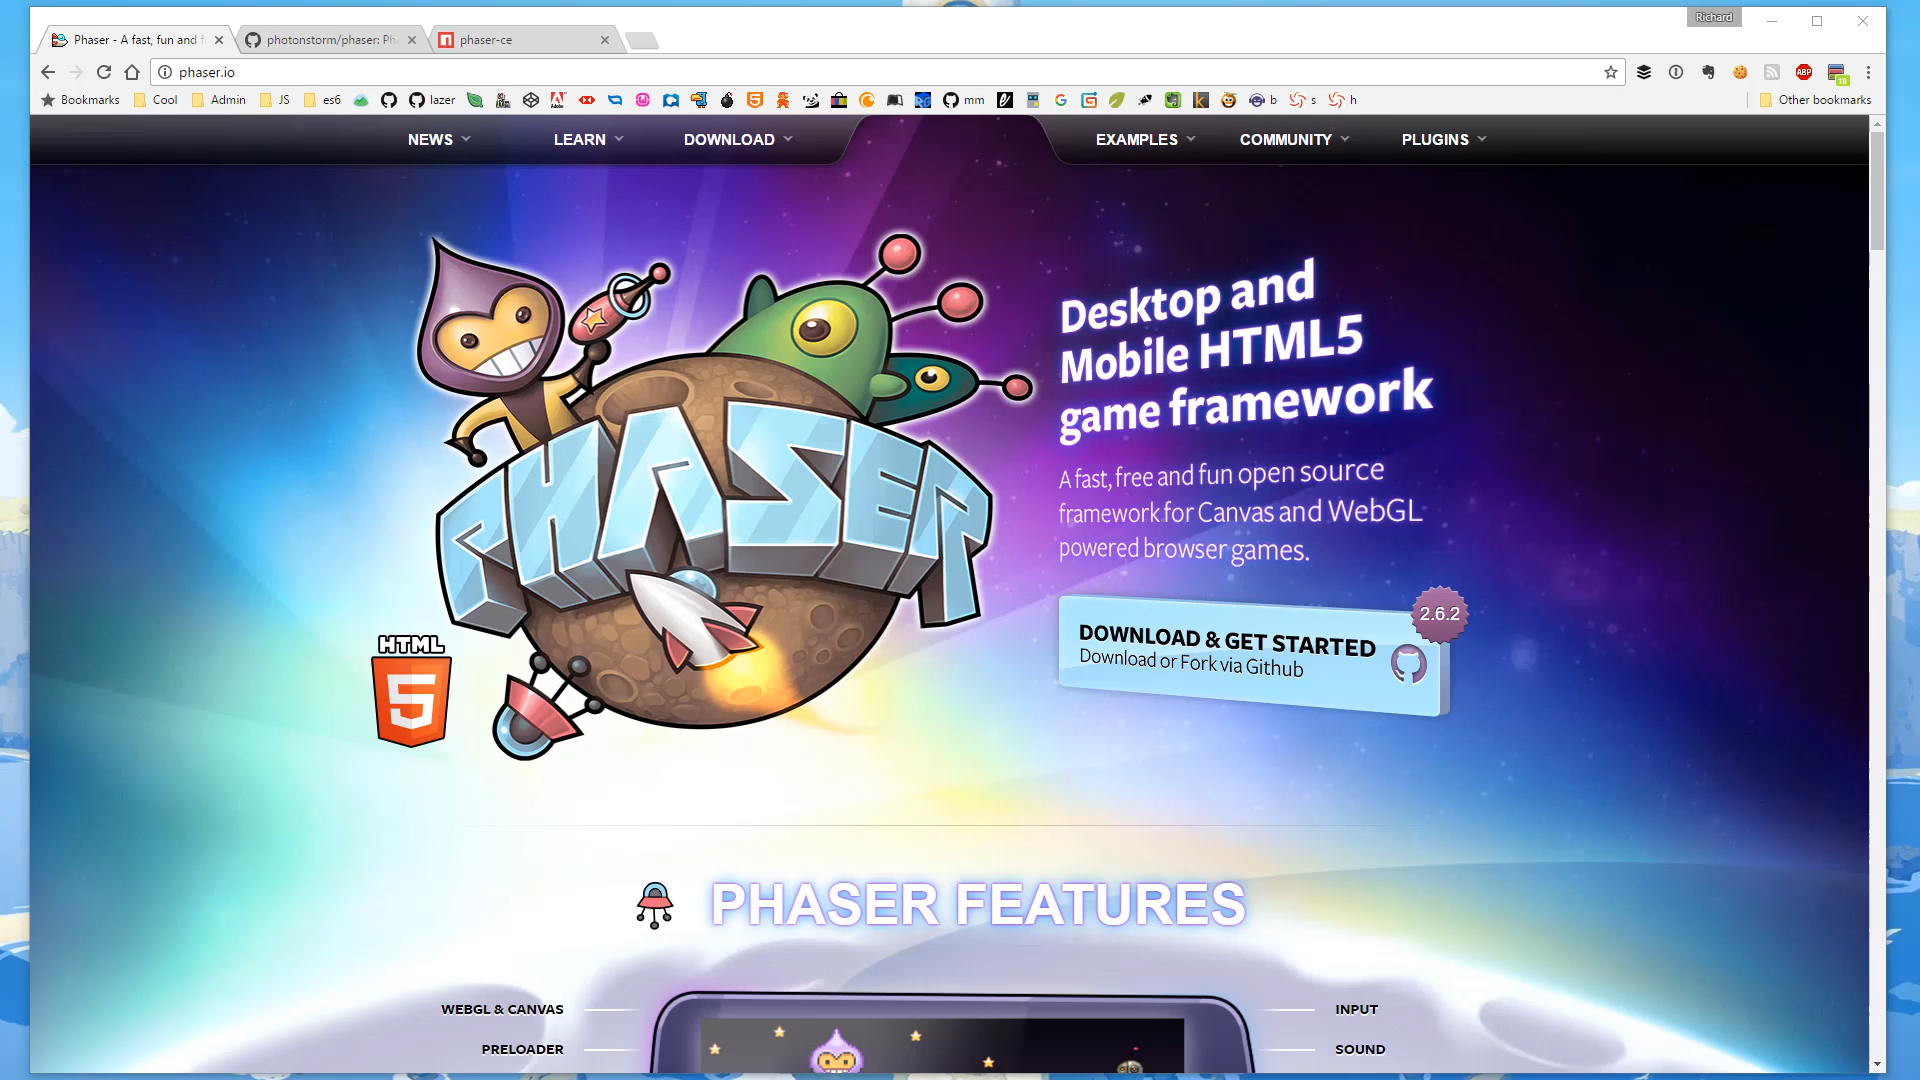 Richard
Phaser - A fast, fun and f
photonstorm/phaser: Ph
phaser-ce
phaser.io
Bookmarks Cool Admin JS es6 lazer mm b s h Other bookmarks
NEWS LEARN DOWNLOAD EXAMPLES COMMUNITY PLUGINS
Desktop and
Mobile HTML5
game framework
PHASER
A fast, free and fun open source
framework for Canvas and WebGL
powered browser games.
2.6.2
DOWNLOAD & GET STARTED
Download or Fork via Github
HTML
5
PHASER FEATURES
WEBGL & CANVAS
INPUT
PRELOADER
SOUND